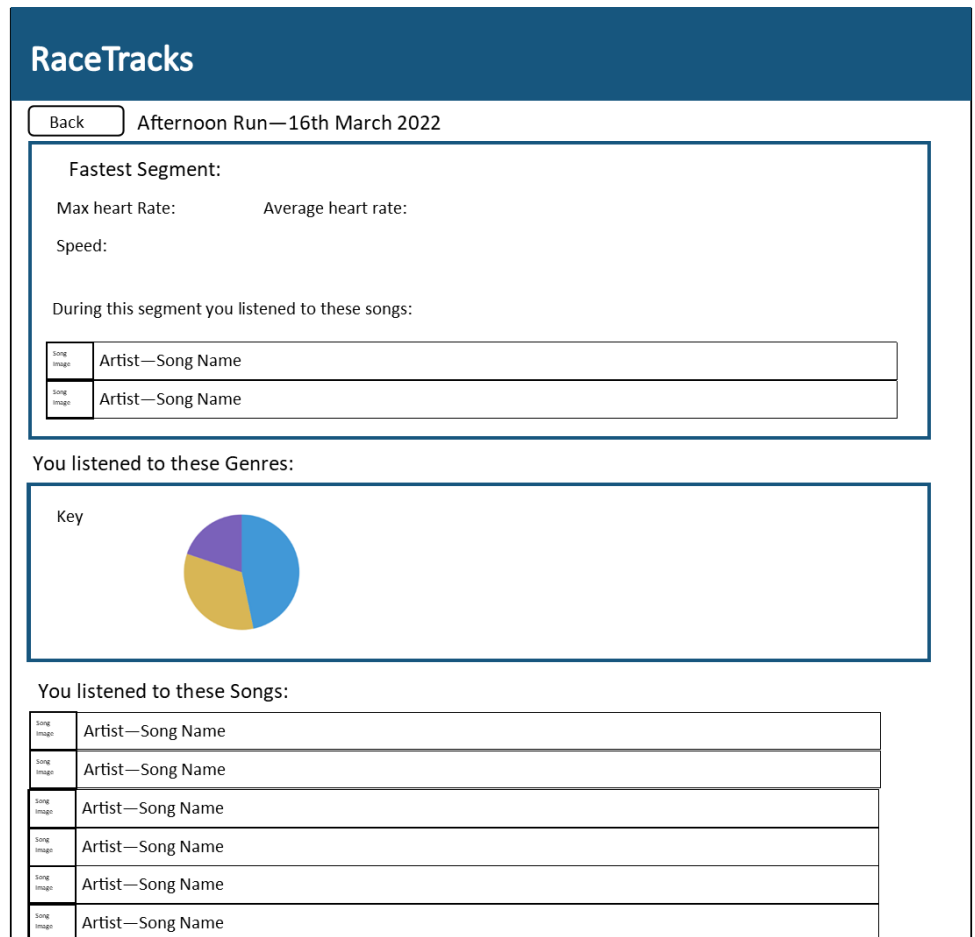 RaceTracks
Back
Afternoon Run—16th March 2022
Fastest Segment:
Max heart Rate: Average heart rate:
Speed:
During this segment you listened to these songs:
Song
Image
Artist—Song Name
Song
Image
Artist—Song Name
You listened to these Genres:
Key
You listened to these Songs:
Song
Image
Artist—Song Name
Song
Image
Artist—Song Name
Song
Image
Artist—Song Name
Song
Image
Artist—Song Name
Song
Image
Artist—Song Name
Song
Image
Artist—Song Name